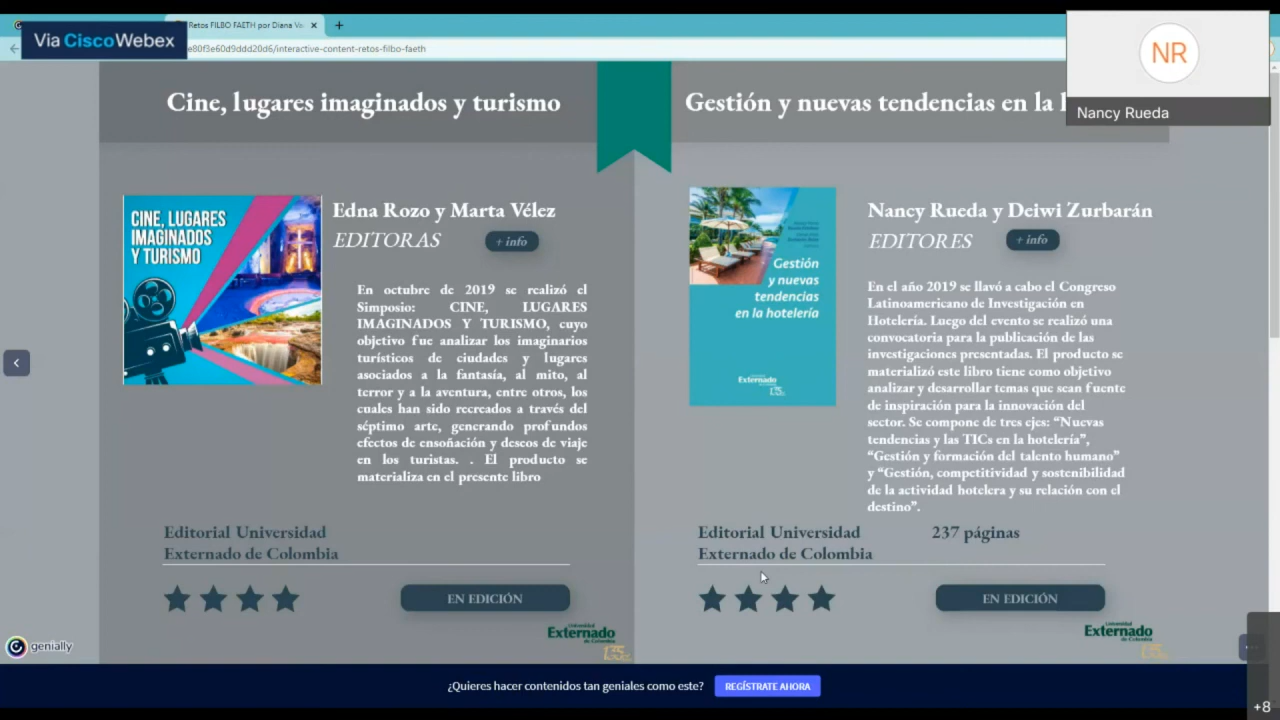 Retos FILBO FAETH por Diana Va
Via CiscoWebex
e80f3e60d9ddd20d6/interactive-content-retos-filbo-faeth
NR
Nancy Rueda
Cine, lugares imaginados y turismo
CINE, LUGARES
IMAGINADOS
Y TURISMO
Edna Rozo y Marta Vélez
EDITORAS
+ info
En octubre de 2019 se realizó el
Simposio: CINE, LUGARES
IMAGINADOS Y TURISMO, cuyo
objetivo fue analizar los imaginarios
turísticos de ciudades y lugares
asociados a la fantasía, al mito, al
terror y a la aventura, entre otros, los
cuales han sido recreados a través del
séptimo arte, generando profundos
efectos de ensoñación y deseos de viaje
en los turistas. . El producto se
materializa en el presente libro
Editorial Universidad
Externado de Colombia
EN EDICIÓN
Universidad
Externado
de Colombia
Gestión y nuevas tendencias en la
Gestión
y nuevas
tendencias
en la hotelería
Externado
Nancy Rueda y Deiwi Zurbarán
EDITORES
+ info
En el año 2019 se llavó a cabo el Congreso
Latinoamericano de Investigación en
Hotelería. Luego del evento se realizó una
convocatoria para la publicación de las
investigaciones presentadas. El producto se
materializó este libro tiene como objetivo
analizar y desarrollar temas que sean fuente
de inspiración para la innovación del
sector. Se compone de tres ejes: “Nuevas
tendencias y las TICs en la hotelería”,
“Gestión y formación del talento humano”
y “Gestión, competitividad y sostenibilidad
de la actividad hotelera y su relación con el
destino”.
Editorial Universidad
Externado de Colombia
237 páginas
EN EDICIÓN
Universidad
Externado
de Colombia
genially
¿Quieres hacer contenidos tan geniales como este?
REGÍSTRATE AHORA
+8